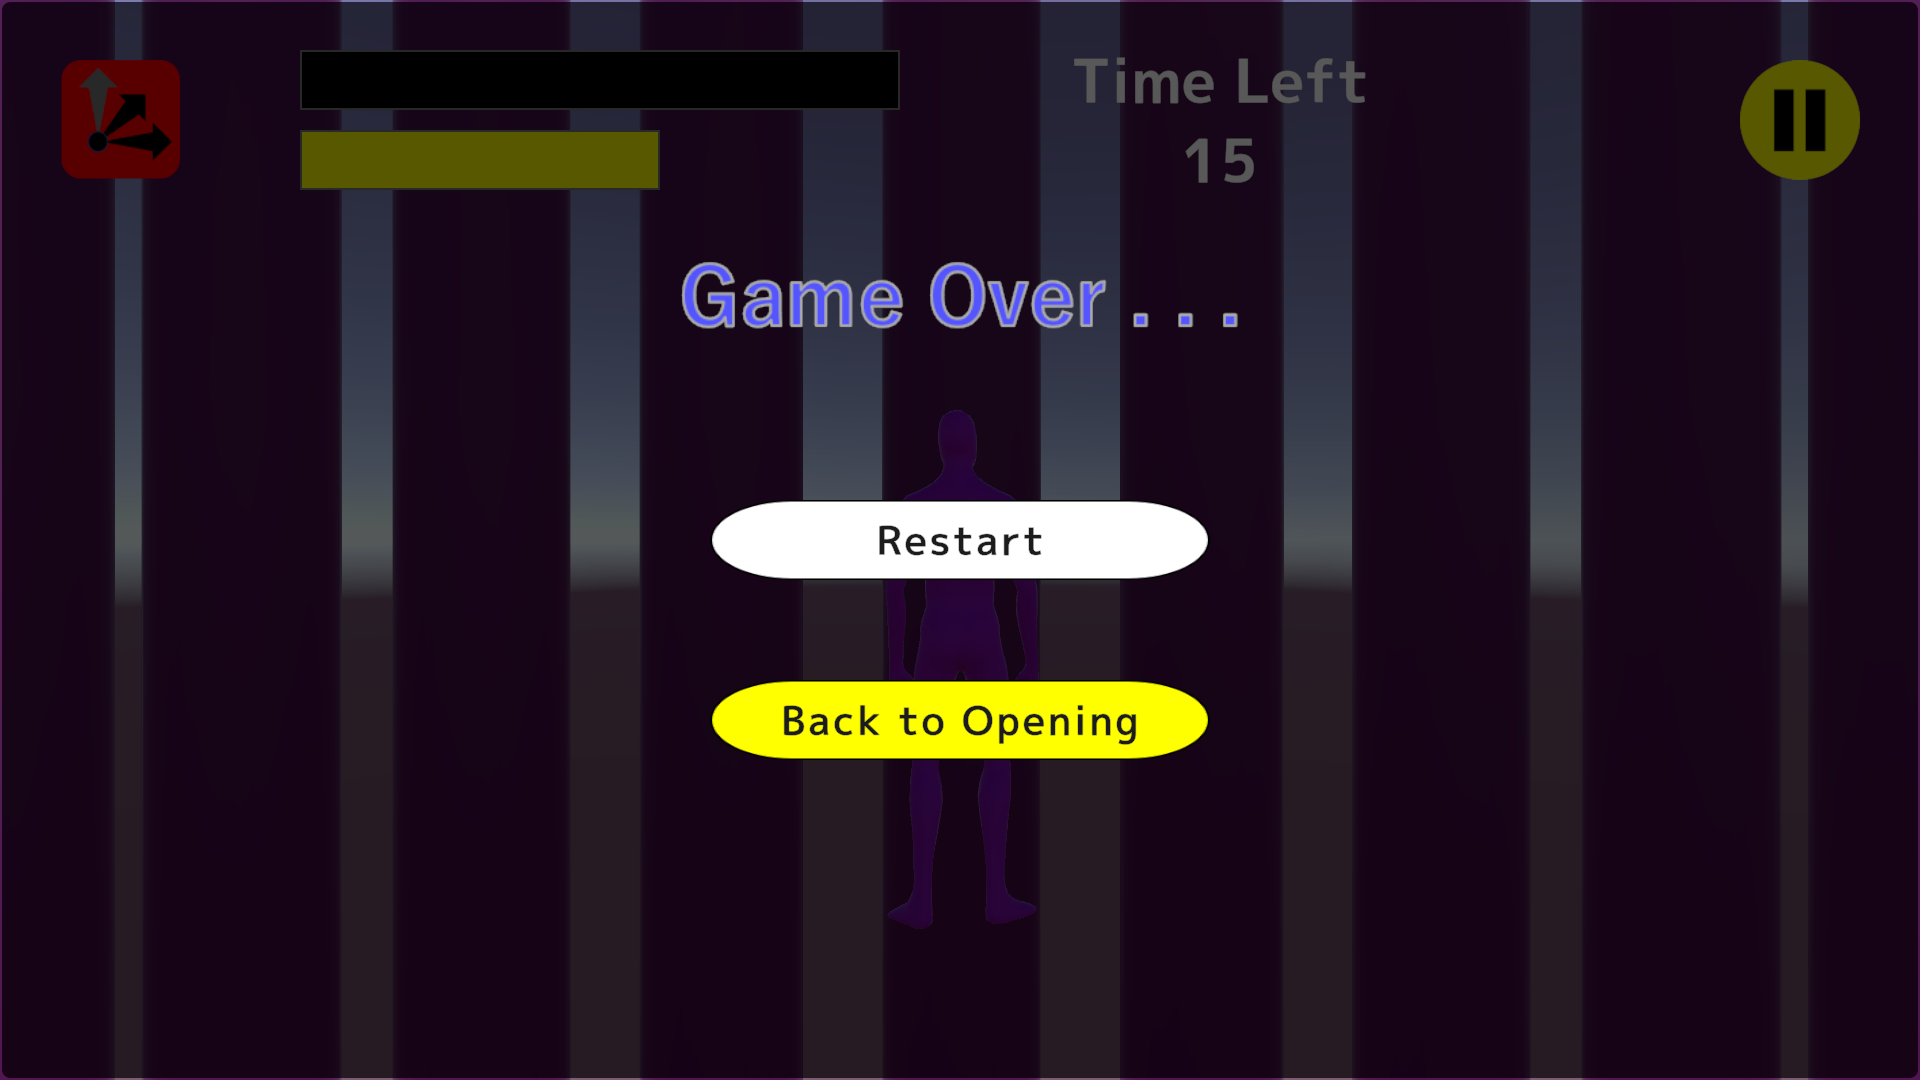 Time Left
15
Game Over . . .
Restart
Back to Opening